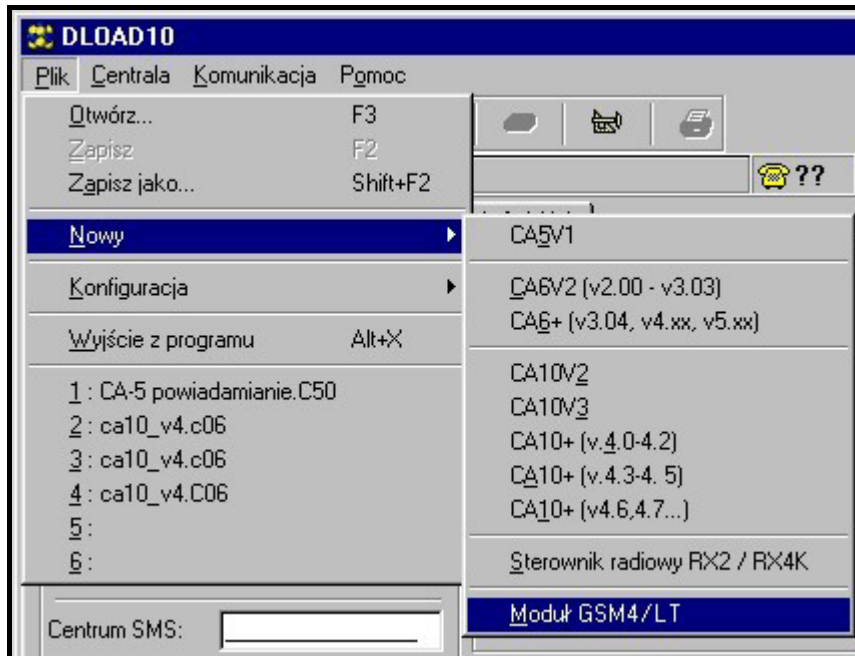 DLOAD10
Plik Centrala Komunikacja Pomoc
Otwórz... F3
Zapisz F2
Zapisz jako... Shift+F2
??
Nowy
Konfiguracja
Wyjście z programu Alt+X
1 : CA-5 powiadamianie.C50
2 : ca10_v4.c06
3 : ca10_v4.c06
4 : ca10_v4.C06
5 :
6 :
CA5V1
CA6V2 (v2.00 - v3.03)
CA6+ (v3.04, v4.xx, v5.xx)
CA10V2
CA10V3
CA10+ (v.4.0-4.2)
CA10+ (v.4.3-4. 5)
CA10+ (v4.6,4.7...)
Sterownik radiowy RX2 / RX4K
Moduł GSM4/LT
Centrum SMS: